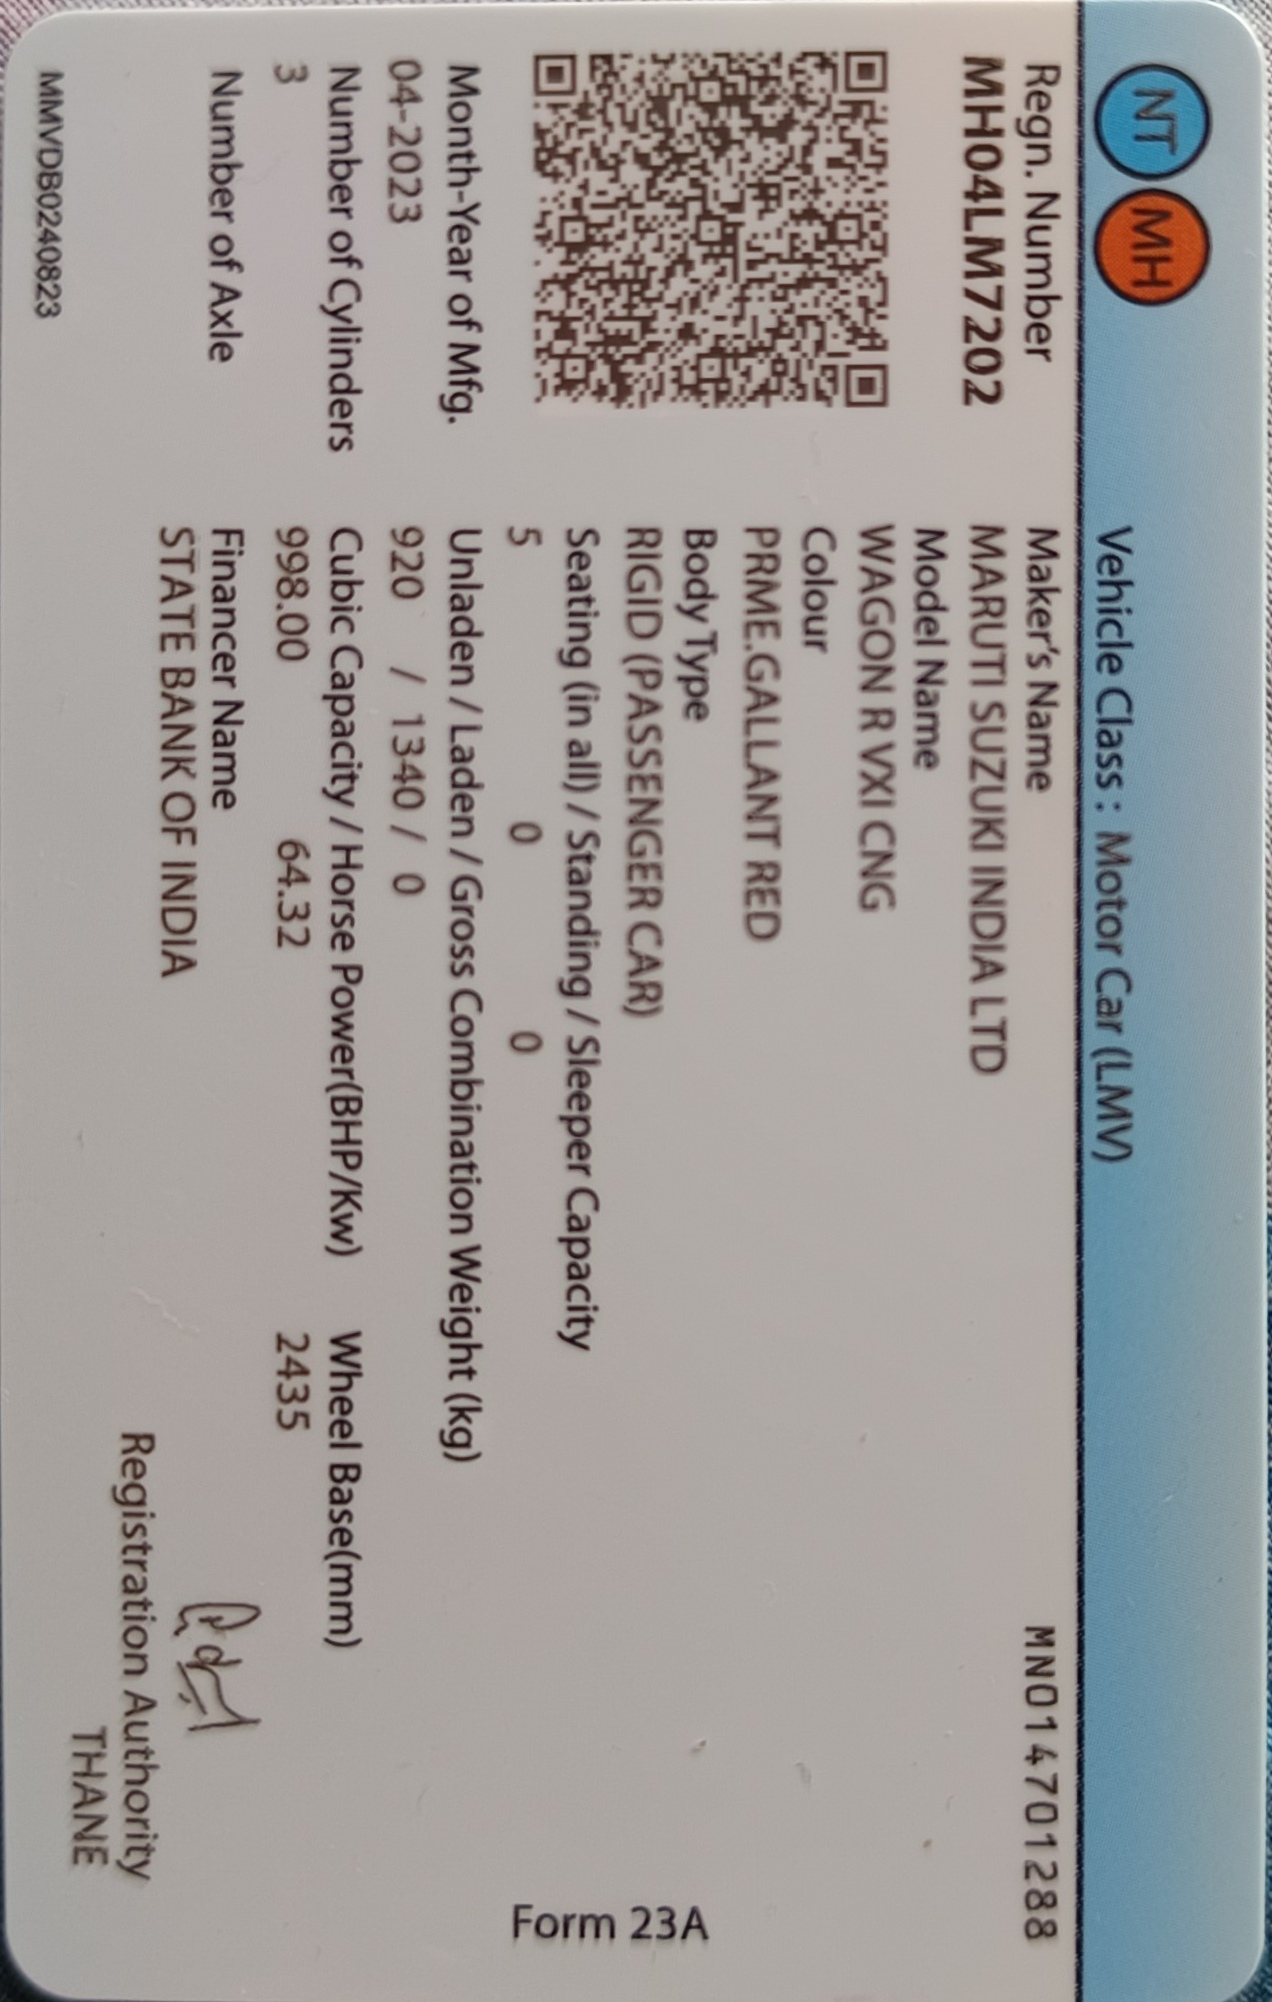 NT MH Vehicle Class : Motor Car (LMV)
Regn. Number
MH04LM7202
Maker's Name
MARUTI SUZUKI INDIA LTD
MN014701288
Model Name
WAGON R VXI CNG
Colour
PRME.GALLANT RED
Body Type
RIGID (PASSENGER CAR)
Seating (in all) / Standing / Sleeper Capacity
5 0 0
Form 23A
Month-Year of Mfg.
04-2023
Unladen / Laden / Gross Combination Weight (kg)
920 / 1340 / 0
Number of Cylinders
3
Cubic Capacity / Horse Power(BHP/Kw) Wheel Base(mm)
998.00 64.32 2435
Number of Axle
Financer Name
STATE BANK OF INDIA
Registration Authority
THANE
MMVDB0240823